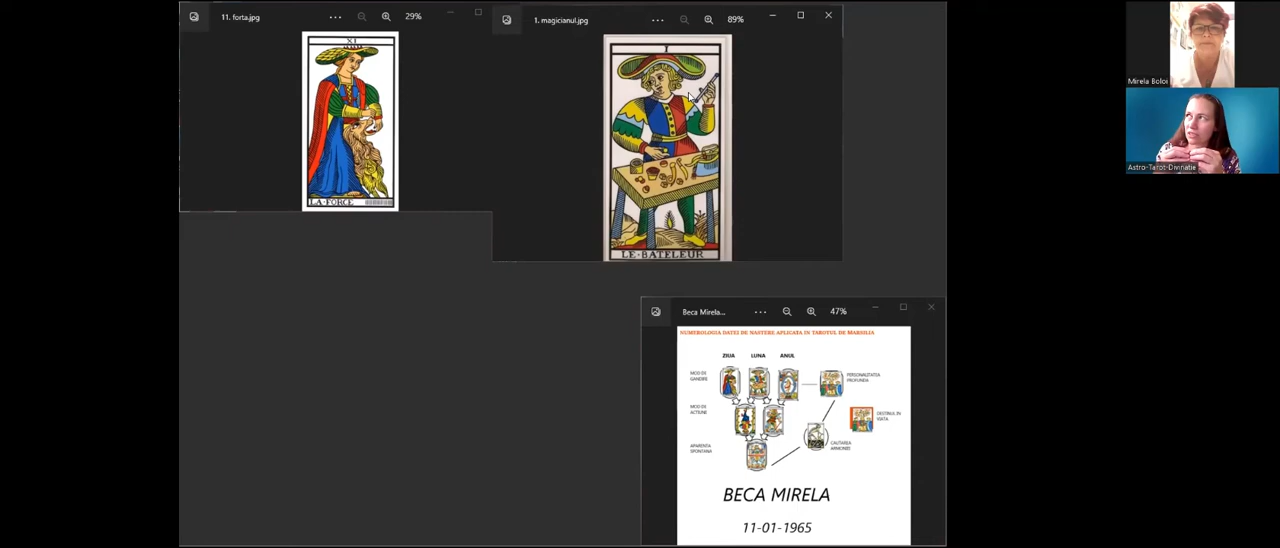 11. forta.jpg
29%
XI
LA FORCE
1. magicianul.jpg
89%
I
LE·BATELEUR
Mirela Boloi
Astro-Tarot-Divinatie
Beca Mirela...
47%
NUMEROLOGIA DATEI DE NASTERE APLICATA IN TAROTUL DE MARSILIA
ZIUA LUNA ANUL
MOD DE
GANDIRE
PERSONALITATEA
PROFUNDA
MOD DE
ACTIUNE
DESTINUL IN
VIATA
APARENTA
SPONTANA
CAUTAREA
ARMONIEI
BECA MIRELA
11-01-1965